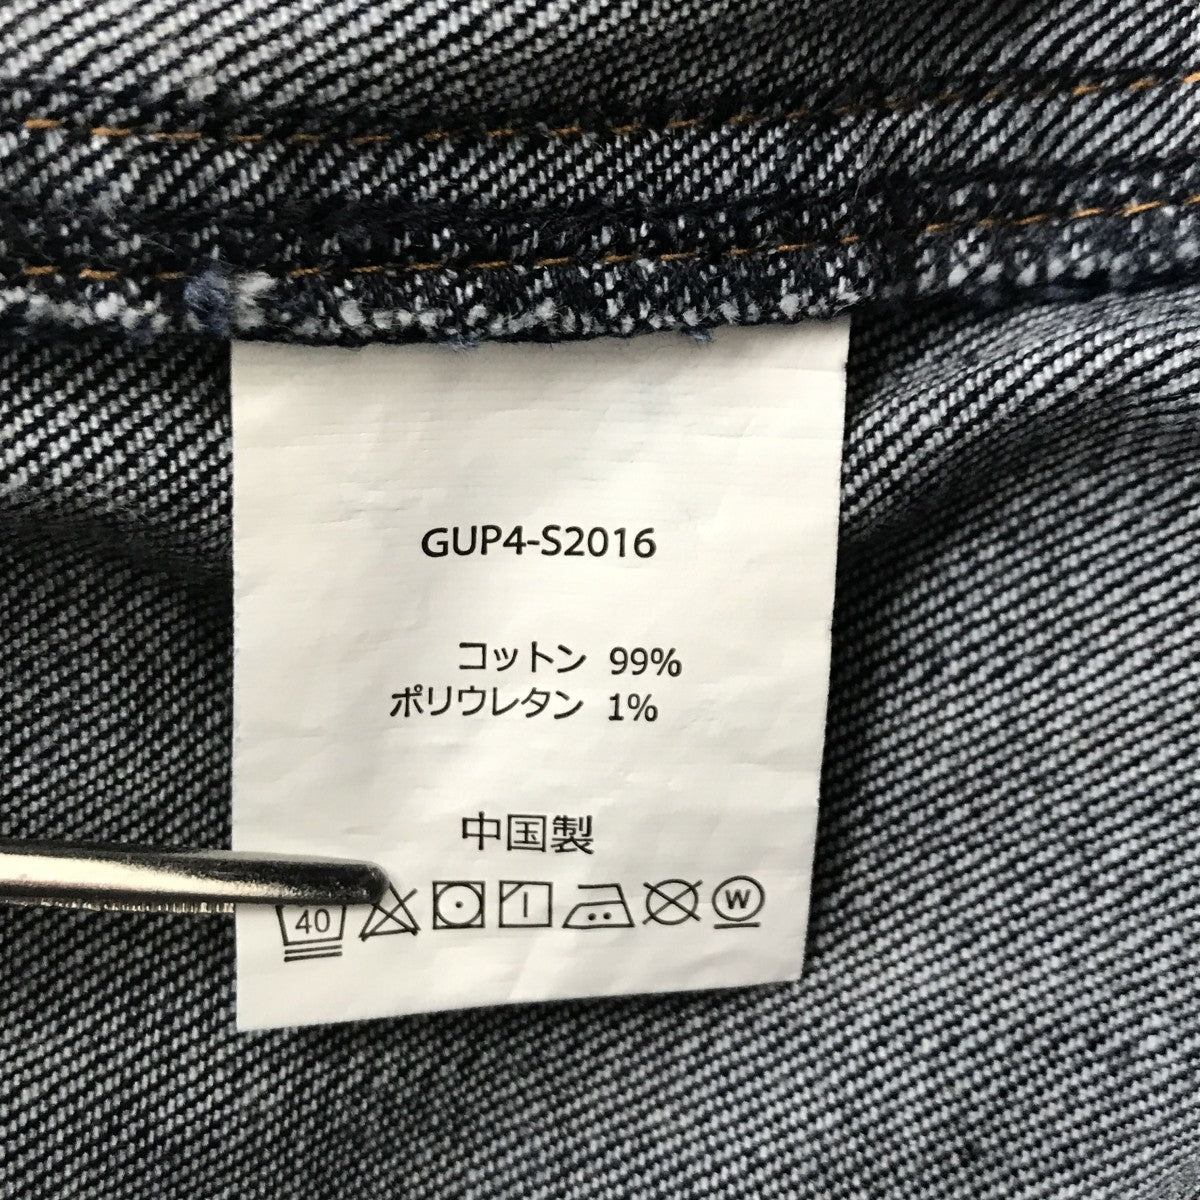 GUP4-S2016
コットン 99%
ポリウレタン 1%
中国製
40 W